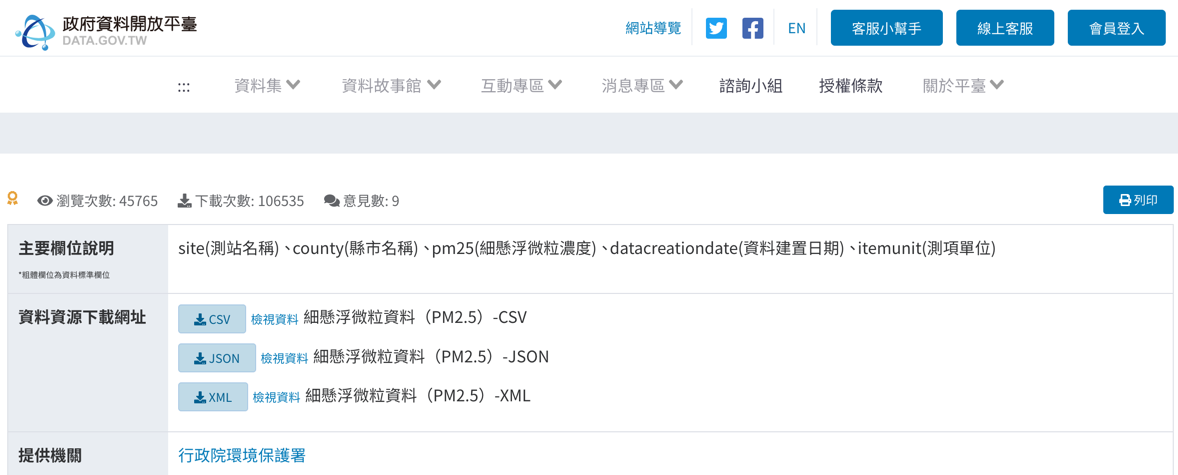 政府資料開放平臺
DATA.GOV.TW
網站導覽
EN
客服小幫手
線上客服
會員登入
:::
資料集
資料故事館
互動專區
消息專區
諮詢小組
授權條款
關於平臺
瀏覽次數: 45765
下載次數: 106535
意見數: 9
列印
主要欄位說明
*粗體欄位為資料標準欄位
site(測站名稱)、county(縣市名稱)、pm25(細懸浮微粒濃度)、datacreationdate(資料建置日期)、itemunit(測項單位)
資料資源下載網址
CSV 檢視資料 細懸浮微粒資料（PM2.5）-CSV
JSON 檢視資料 細懸浮微粒資料（PM2.5）-JSON
XML 檢視資料 細懸浮微粒資料（PM2.5）-XML
提供機關
行政院環境保護署